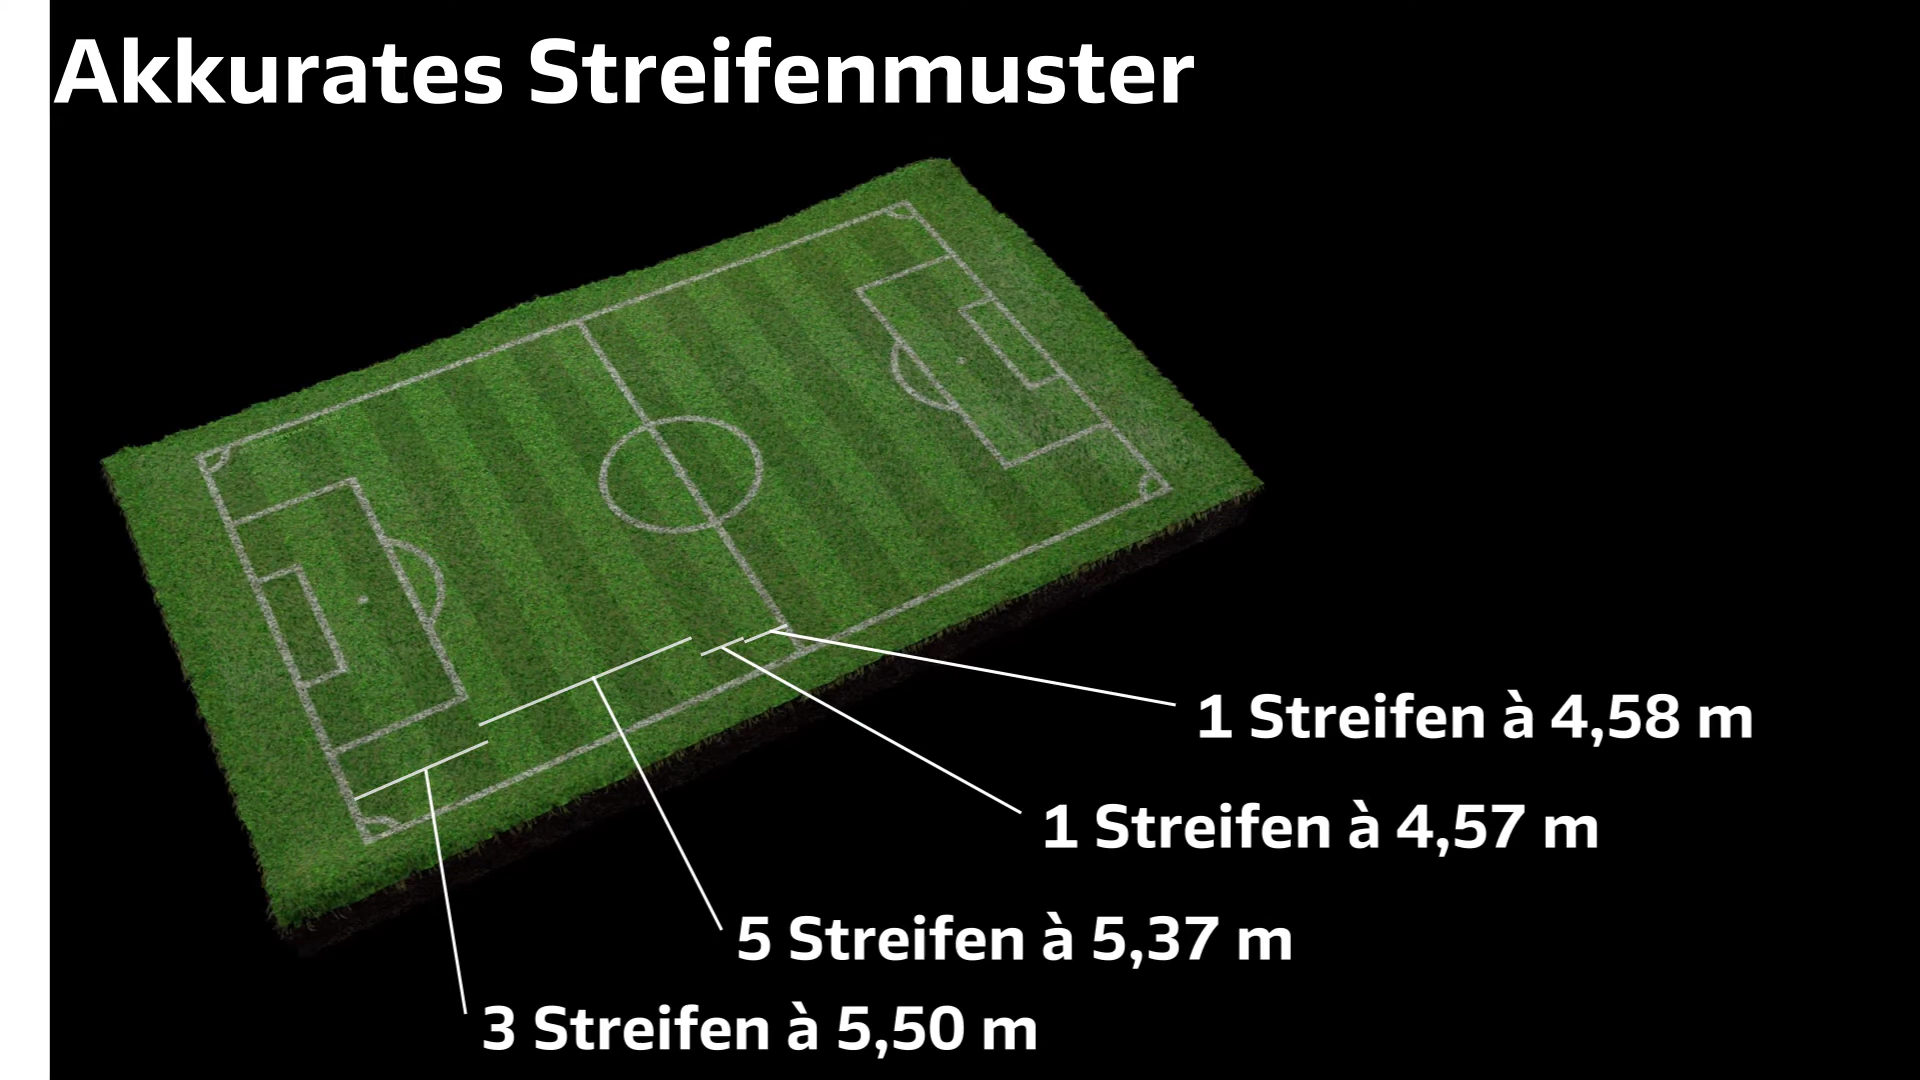 Akkurates Streifenmuster
1 Streifen à 4,58 m
1 Streifen à 4,57 m
5 Streifen à 5,37 m
3 Streifen à 5,50 m